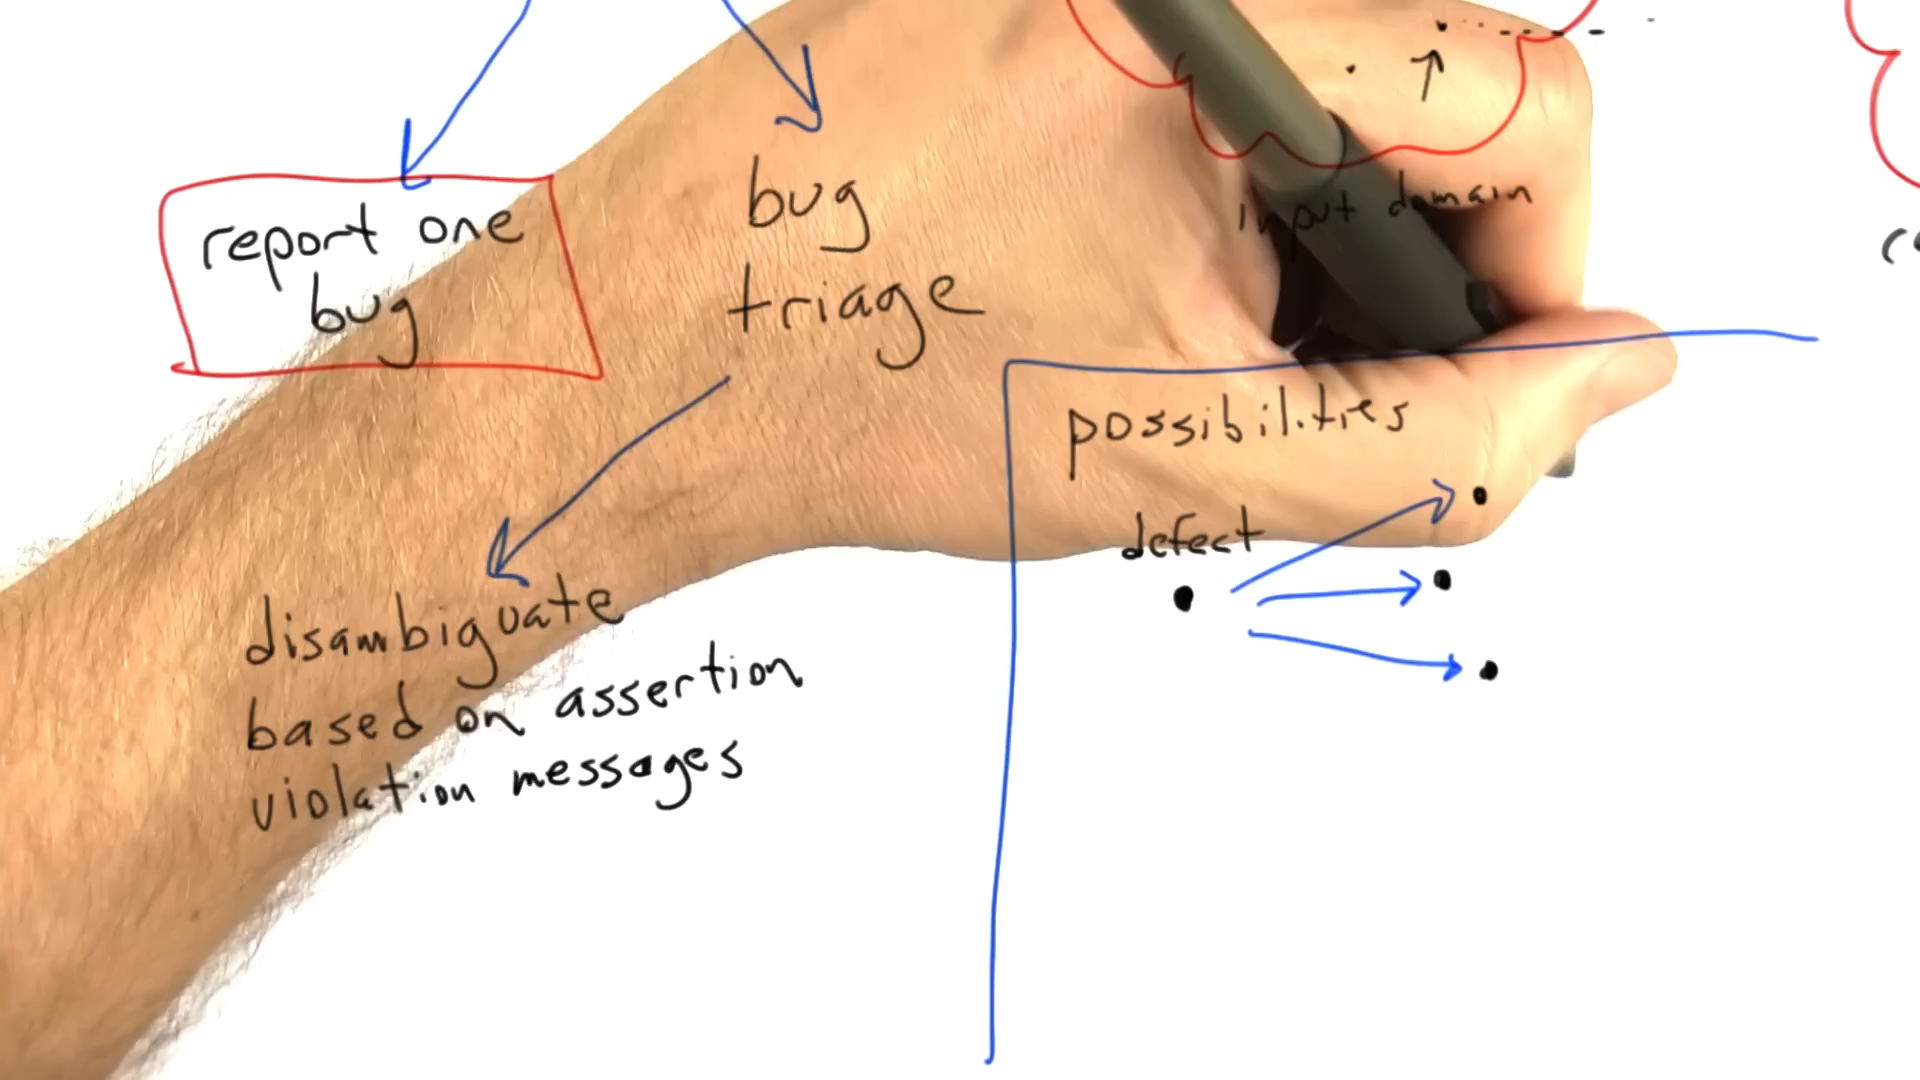 report one
bug
bug
triage
input domain
possibilities
defect
disambiguate
based on assertion
violation messages